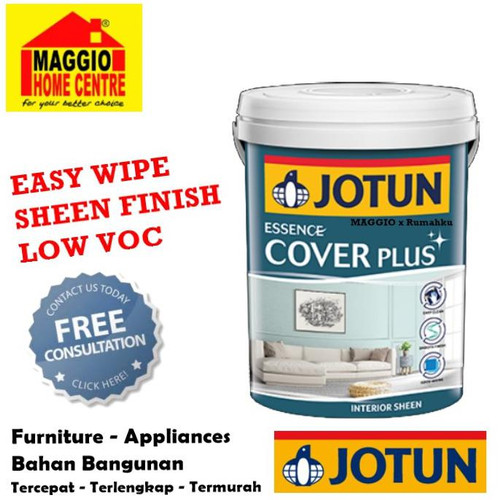 MAGGIO
HOME CENTRE
for your better choice
EASY WIPE
SHEEN FINISH
LOW VOC
JOTUN
MAGGIO x Rumahku
ESSENCE
COVER PLUS
INTERIOR SHEEN
CONTACT US TODAY
FREE
CONSULTATION
CLICK HERE!
Furniture - Appliances
Bahan Bangunan
Tercepat - Terlengkap - Termurah
JOTUN